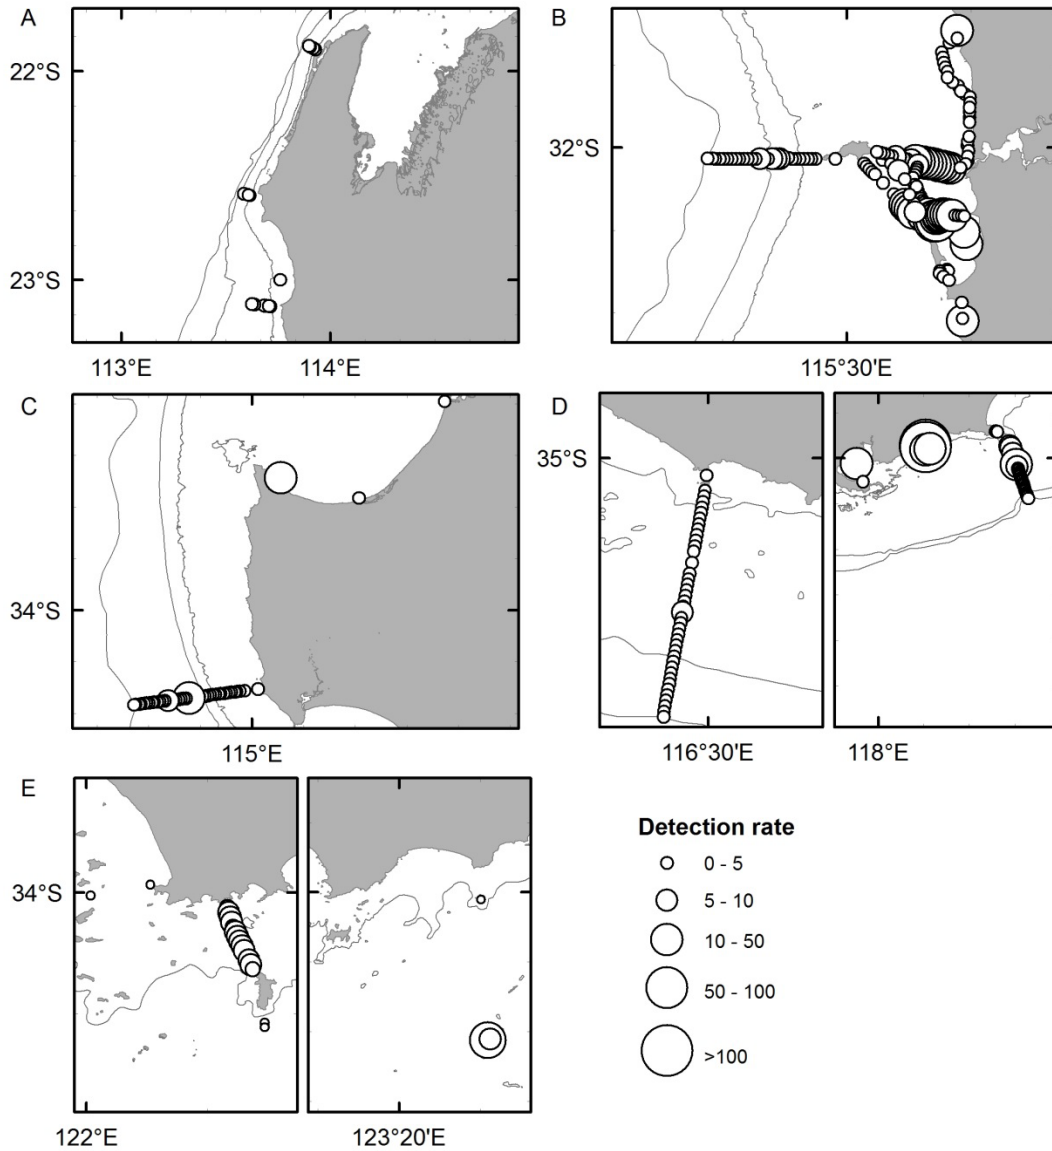 A
22°S
23°S
113°E
114°E
B
32°S
115°30'E
C
34°S
115°E
D
35°S
116°30'E
118°E
E
34°S
122°E
123°20'E
Detection rate
0 - 5
5 - 10
10 - 50
50 - 100
>100